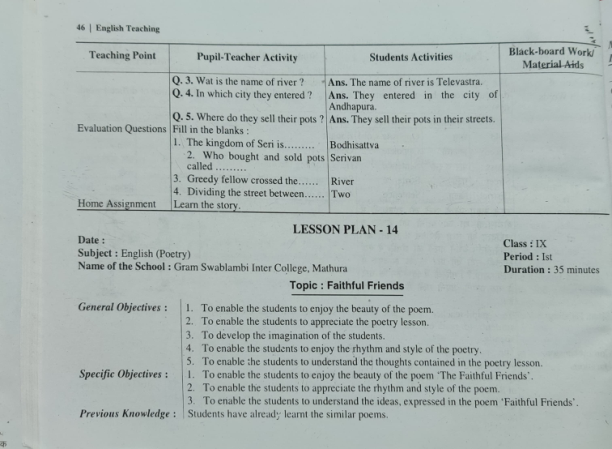 46 | English Teaching
Teaching Point Pupil-Teacher Activity Students Activities Black-board Work/
Material Aids
Q. 3. Wat is the name of river ? Ans. The name of river is Televastra.
Q. 4. In which city they entered ? Ans. They entered in the city of
Andhapura.
Q. 5. Where do they sell their pots ? Ans. They sell their pots in their streets.
Evaluation Questions Fill in the blanks :
1. The kingdom of Seri is......... Bodhisattva
2. Who bought and sold pots Serivan
called .........
3. Greedy fellow crossed the...... River
4. Dividing the street between...... Two
Home Assignment Learn the story.
LESSON PLAN - 14
Date : Class : IX
Subject : English (Poetry) Period : Ist
Name of the School : Gram Swablambi Inter College, Mathura Duration : 35 minutes
Topic : Faithful Friends
General Objectives : 1. To enable the students to enjoy the beauty of the poem.
2. To enable the students to appreciate the poetry lesson.
3. To develop the imagination of the students.
4. To enable the students to enjoy the rhythm and style of the poetry.
5. To enable the students to understand the thoughts contained in the poetry lesson.
Specific Objectives : 1. To enable the students to enjoy the beauty of the poem 'The Faithful Friends'.
2. To enable the students to appreciate the rhythm and style of the poem.
3. To enable the students to understand the ideas, expressed in the poem 'Faithful Friends'.
Previous Knowledge : Students have already learnt the similar poems.